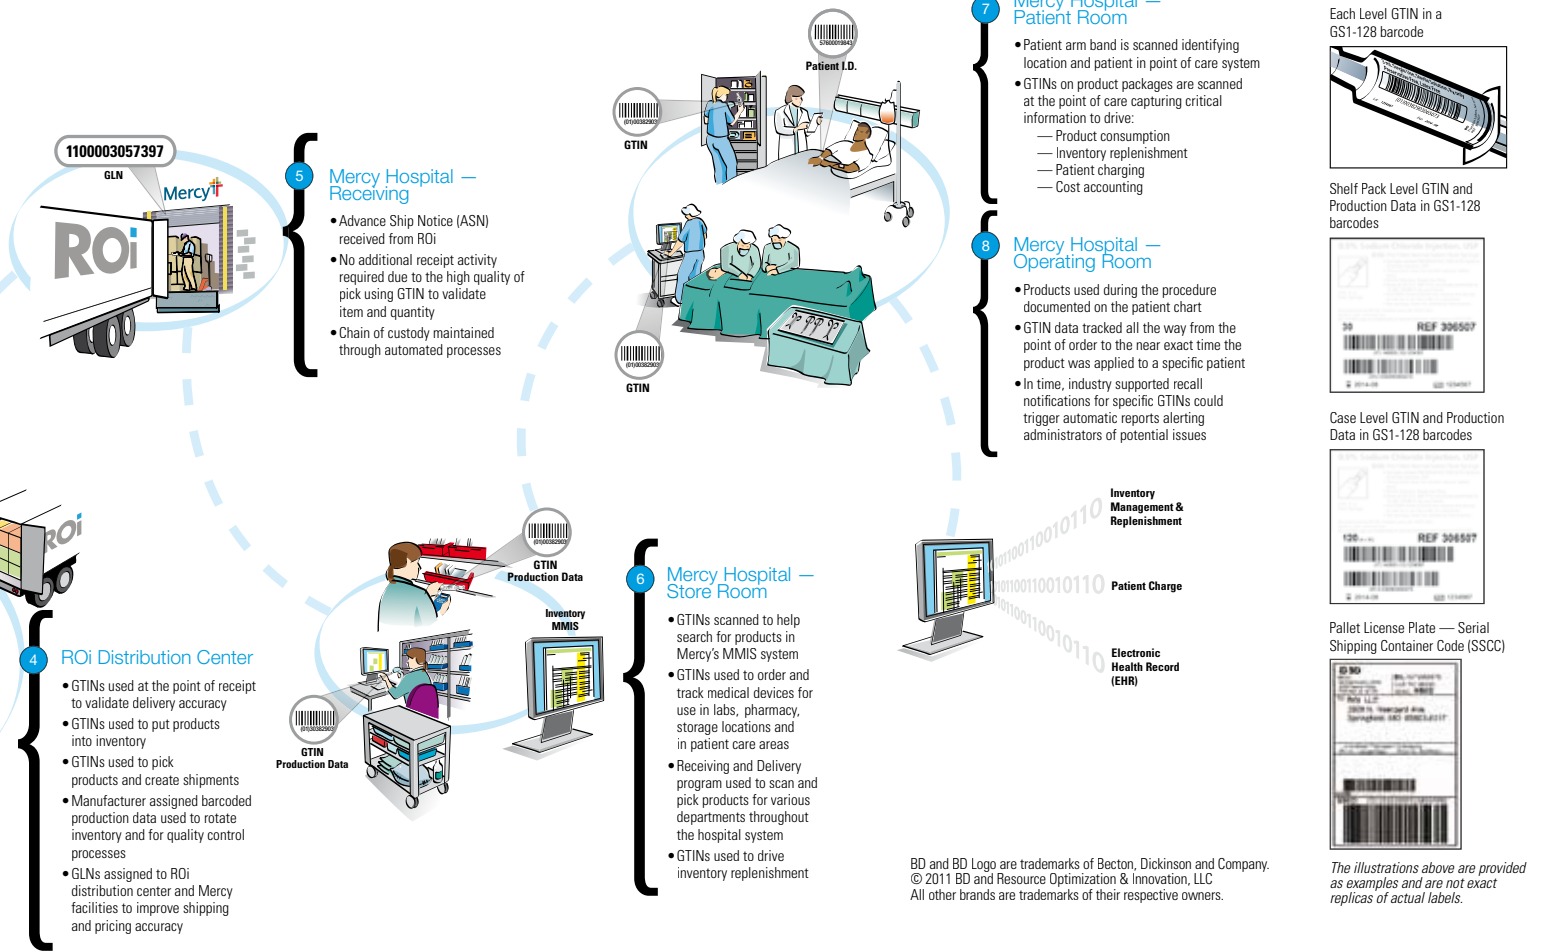 1100003057397
GLN
Mercy
ROi
5
Mercy Hospital —
Receiving
• Advance Ship Notice (ASN)
received from ROi
• No additional receipt activity
required due to the high quality of
pick using GTIN to validate
item and quantity
• Chain of custody maintained
through automated processes
ROi
4
ROi Distribution Center
• GTINs used at the point of receipt
to validate delivery accuracy
• GTINs used to put products
into inventory
• GTINs used to pick
products and create shipments
• Manufacturer assigned barcoded
production data used to rotate
inventory and for quality control
processes
• GLNs assigned to ROi
distribution center and Mercy
facilities to improve shipping
and pricing accuracy
(01)00382903
GTIN
Production Data
Inventory
MMIS
(01)30382903
GTIN
Production Data
6
Mercy Hospital —
Store Room
• GTINs scanned to help
search for products in
Mercy's MMIS system
• GTINs used to order and
track medical devices for
use in labs, pharmacy,
storage locations and
in patient care areas
• Receiving and Delivery
program used to scan and
pick products for various
departments throughout
the hospital system
• GTINs used to drive
inventory replenishment
57600019843
Patient I.D.
(01)00382903
GTIN
(01)00382903
GTIN
7
Mercy Hospital —
Patient Room
• Patient arm band is scanned identifying
location and patient in point of care system
• GTINs on product packages are scanned
at the point of care capturing critical
information to drive:
— Product consumption
— Inventory replenishment
— Patient charging
— Cost accounting
8
Mercy Hospital —
Operating Room
• Products used during the procedure
documented on the patient chart
• GTIN data tracked all the way from the
point of order to the near exact time the
product was applied to a specific patient
• In time, industry supported recall
notifications for specific GTINs could
trigger automatic reports alerting
administrators of potential issues
Inventory
Management &
Replenishment
Patient Charge
Electronic
Health Record
(EHR)
BD and BD Logo are trademarks of Becton, Dickinson and Company.
© 2011 BD and Resource Optimization & Innovation, LLC
All other brands are trademarks of their respective owners.
Each Level GTIN in a
GS1-128 barcode
Shelf Pack Level GTIN and
Production Data in GS1-128
barcodes
30 REF 306507
Case Level GTIN and Production
Data in GS1-128 barcodes
120 REF 306507
Pallet License Plate — Serial
Shipping Container Code (SSCC)
The illustrations above are provided
as examples and are not exact
replicas of actual labels.